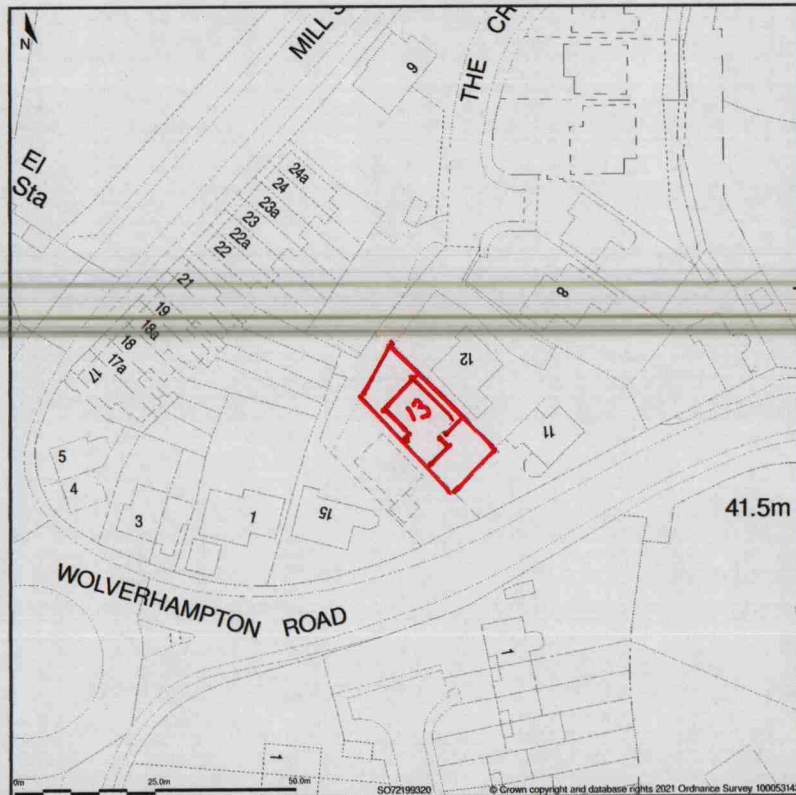 N
MILL S
THE CR
9
El
Sta
24a
24
23a
23
22a
22
21
19
18a
18
17a
17
8
12
13
11
5
4
3
1
15
41.5m
WOLVERHAMPTON ROAD
1
1
0m 25.0m 50.0m
SO72199320
© Crown copyright and database rights 2021 Ordnance Survey 100053143